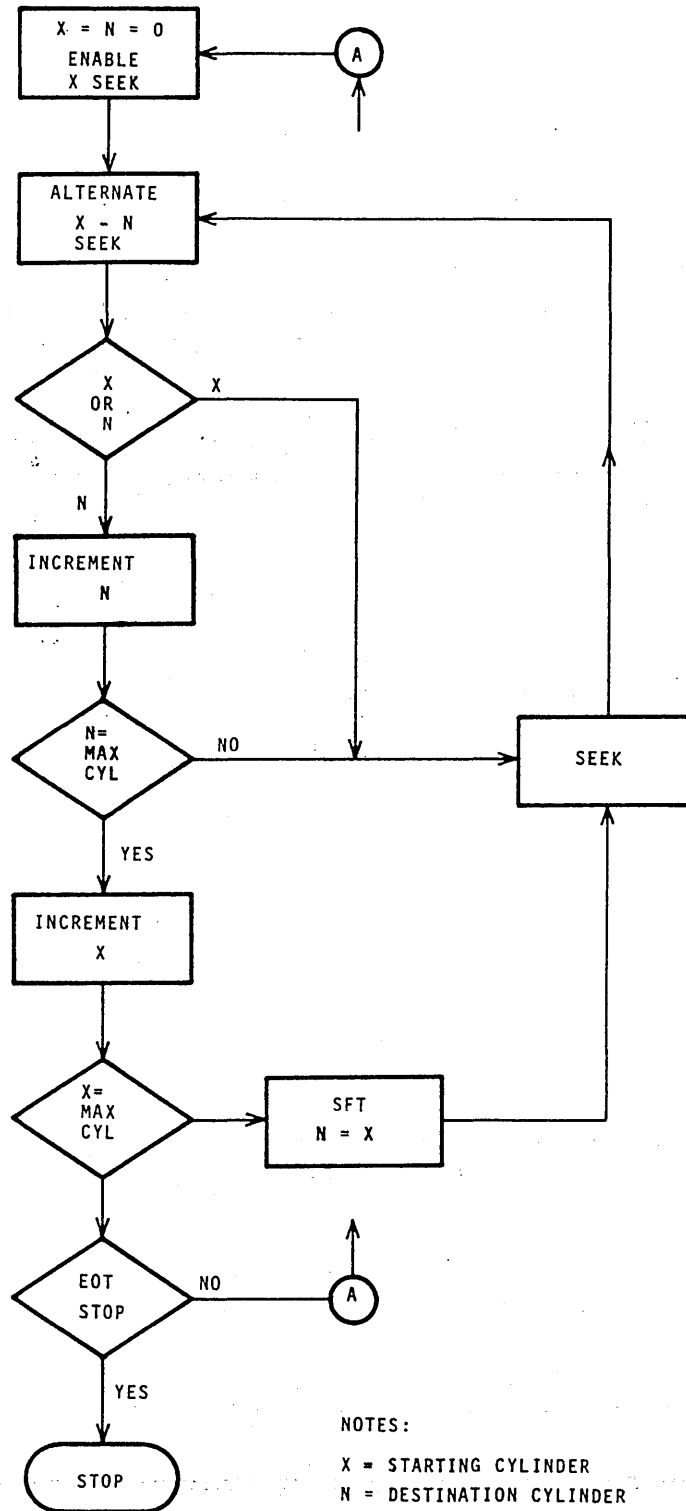 X = N = 0
ENABLE
X SEEK
A
ALTERNATE
X - N
SEEK
X
OR
N
X
N
INCREMENT
N
N=
MAX
CYL
NO
SEEK
YES
INCREMENT
X
X=
MAX
CYL
SFT
N = X
EOT
STOP
NO
A
YES
STOP
NOTES:
X = STARTING CYLINDER
N = DESTINATION CYLINDER